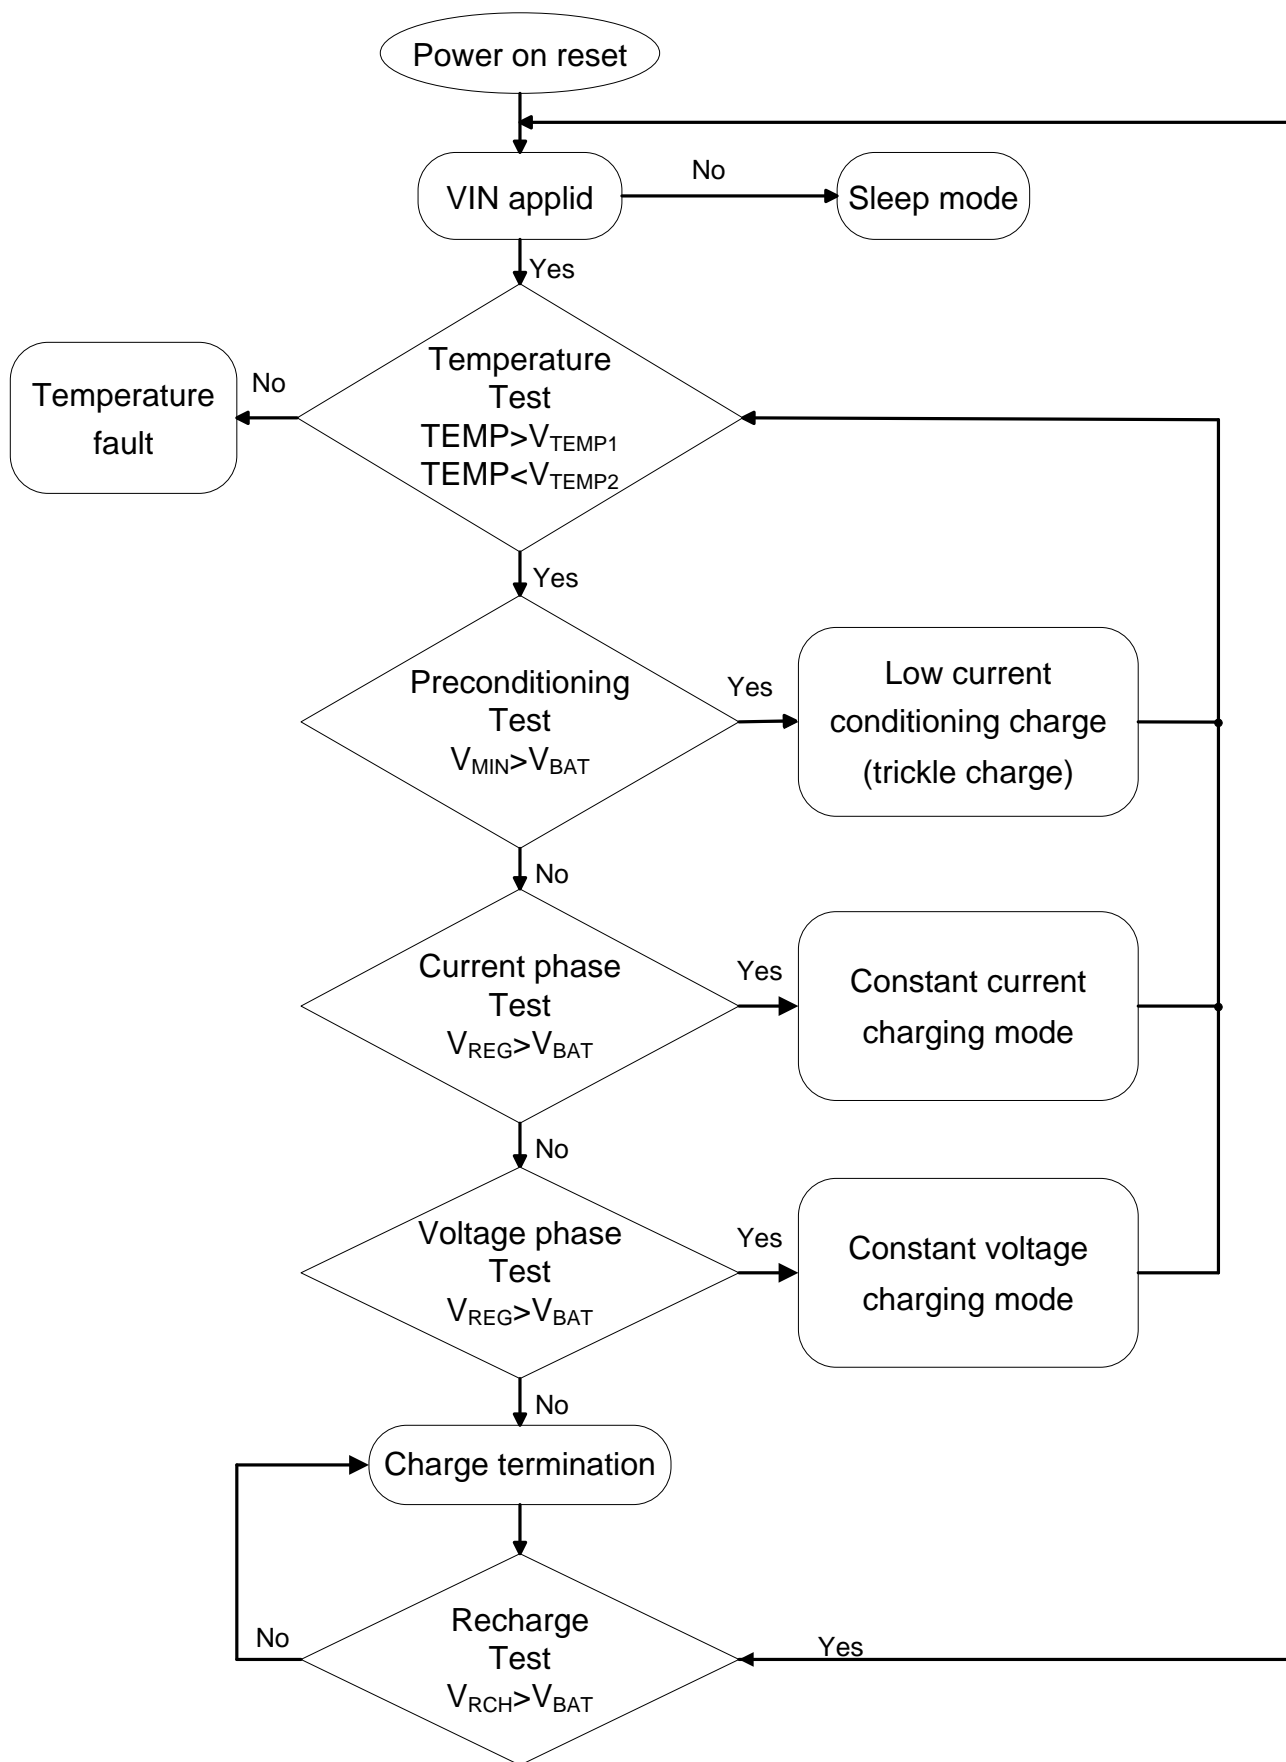 Power on reset
VIN applid
No
Sleep mode
Yes
Temperature
Test
TEMP>VTEMP1
TEMP<VTEMP2
No
Temperature
fault
Yes
Preconditioning
Test
VMIN>VBAT
Yes
Low current
conditioning charge
(trickle charge)
No
Current phase
Test
VREG>VBAT
Yes
Constant current
charging mode
No
Voltage phase
Test
VREG>VBAT
Yes
Constant voltage
charging mode
No
Charge termination
Recharge
Test
VRCH>VBAT
No
Yes